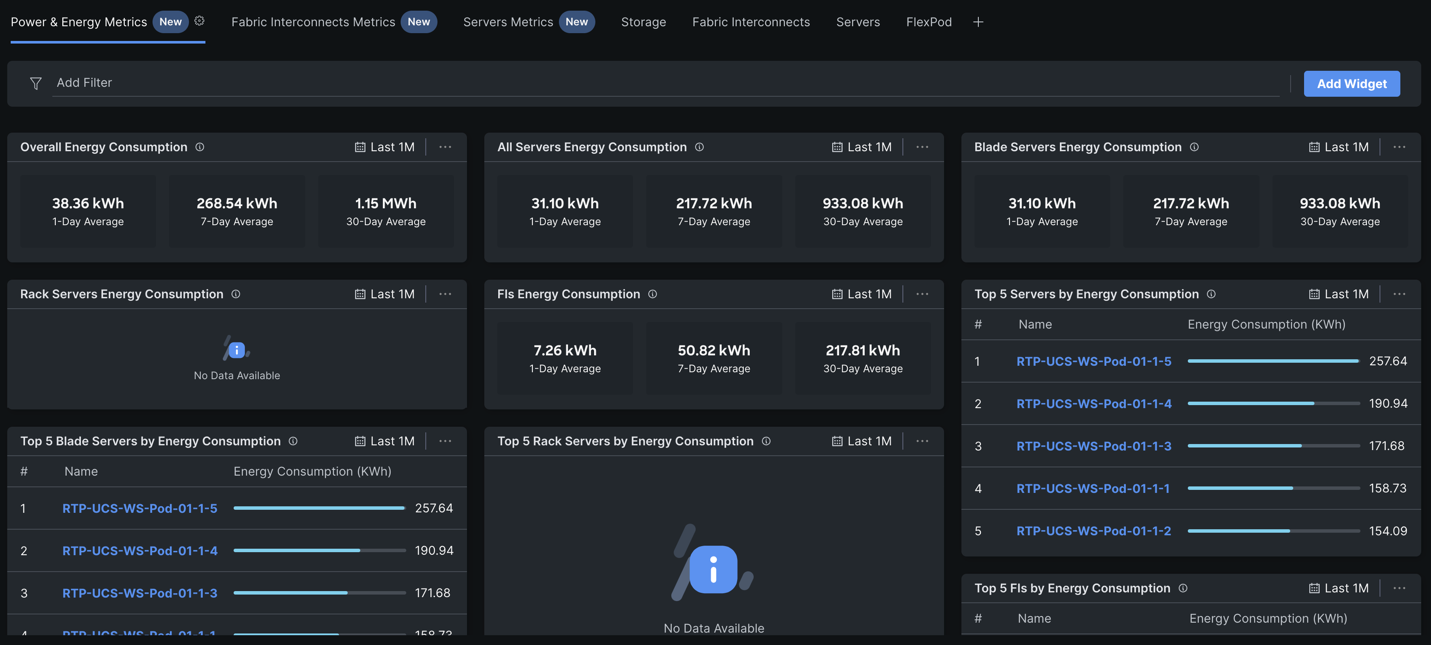 Power & Energy Metrics New Fabric Interconnects Metrics New Servers Metrics New Storage Fabric Interconnects Servers FlexPod +
Add Filter
Add Widget
Overall Energy Consumption Last 1M
38.36 kWh 268.54 kWh 1.15 MWh
1-Day Average 7-Day Average 30-Day Average
All Servers Energy Consumption Last 1M
31.10 kWh 217.72 kWh 933.08 kWh
1-Day Average 7-Day Average 30-Day Average
Blade Servers Energy Consumption Last 1M
31.10 kWh 217.72 kWh 933.08 kWh
1-Day Average 7-Day Average 30-Day Average
Rack Servers Energy Consumption Last 1M
No Data Available
FIs Energy Consumption Last 1M
7.26 kWh 50.82 kWh 217.81 kWh
1-Day Average 7-Day Average 30-Day Average
Top 5 Servers by Energy Consumption Last 1M
# Name Energy Consumption (KWh)
1 RTP-UCS-WS-Pod-01-1-5 257.64
2 RTP-UCS-WS-Pod-01-1-4 190.94
3 RTP-UCS-WS-Pod-01-1-3 171.68
4 RTP-UCS-WS-Pod-01-1-1 158.73
5 RTP-UCS-WS-Pod-01-1-2 154.09
Top 5 Blade Servers by Energy Consumption Last 1M
# Name Energy Consumption (KWh)
1 RTP-UCS-WS-Pod-01-1-5 257.64
2 RTP-UCS-WS-Pod-01-1-4 190.94
3 RTP-UCS-WS-Pod-01-1-3 171.68
4 RTP-UCS-WS-Pod-01-1-1 158.73
Top 5 Rack Servers by Energy Consumption Last 1M
No Data Available
Top 5 FIs by Energy Consumption Last 1M
# Name Energy Consumption (KWh)